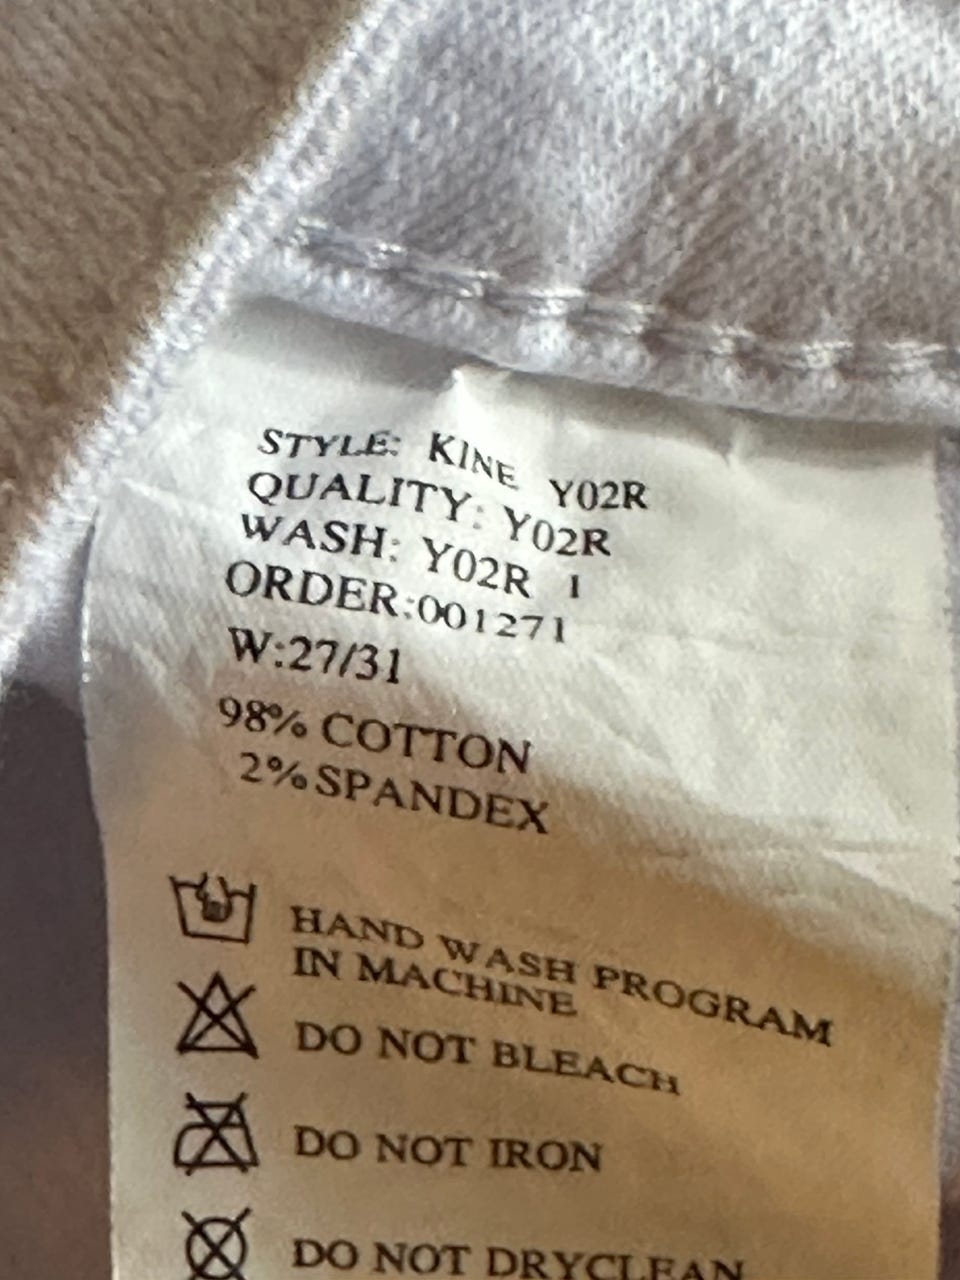 STYLE: KINE Y02R
QUALITY: Y02R
WASH: Y02R 1
ORDER:001271
W:27/31
98% COTTON
2%SPANDEX
HAND WASH PROGRAM
IN MACHINE
DO NOT BLEACH
DO NOT IRON
DO NOT DRYCLEAN